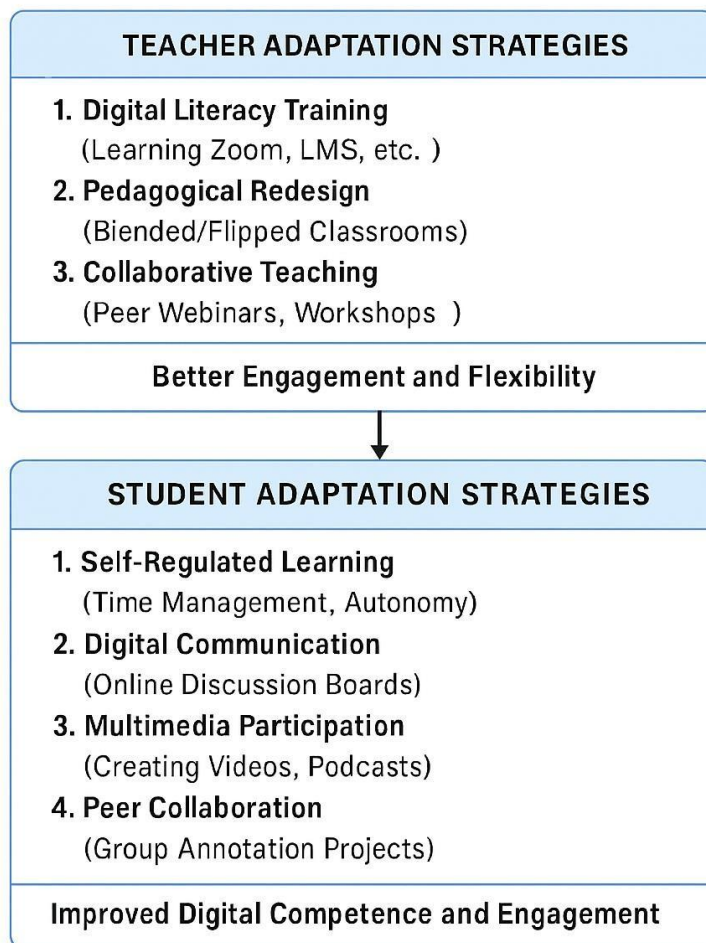 TEACHER ADAPTATION STRATEGIES
1. Digital Literacy Training
(Learning Zoom, LMS, etc. )
2. Pedagogical Redesign
(Biended/Flipped Classrooms)
3. Collaborative Teaching
(Peer Webinars, Workshops )
Better Engagement and Flexibility
STUDENT ADAPTATION STRATEGIES
1. Self-Regulated Learning
(Time Management, Autonomy)
2. Digital Communication
(Online Discussion Boards)
3. Multimedia Participation
(Creating Videos, Podcasts)
4. Peer Collaboration
(Group Annotation Projects)
Improved Digital Competence and Engagement